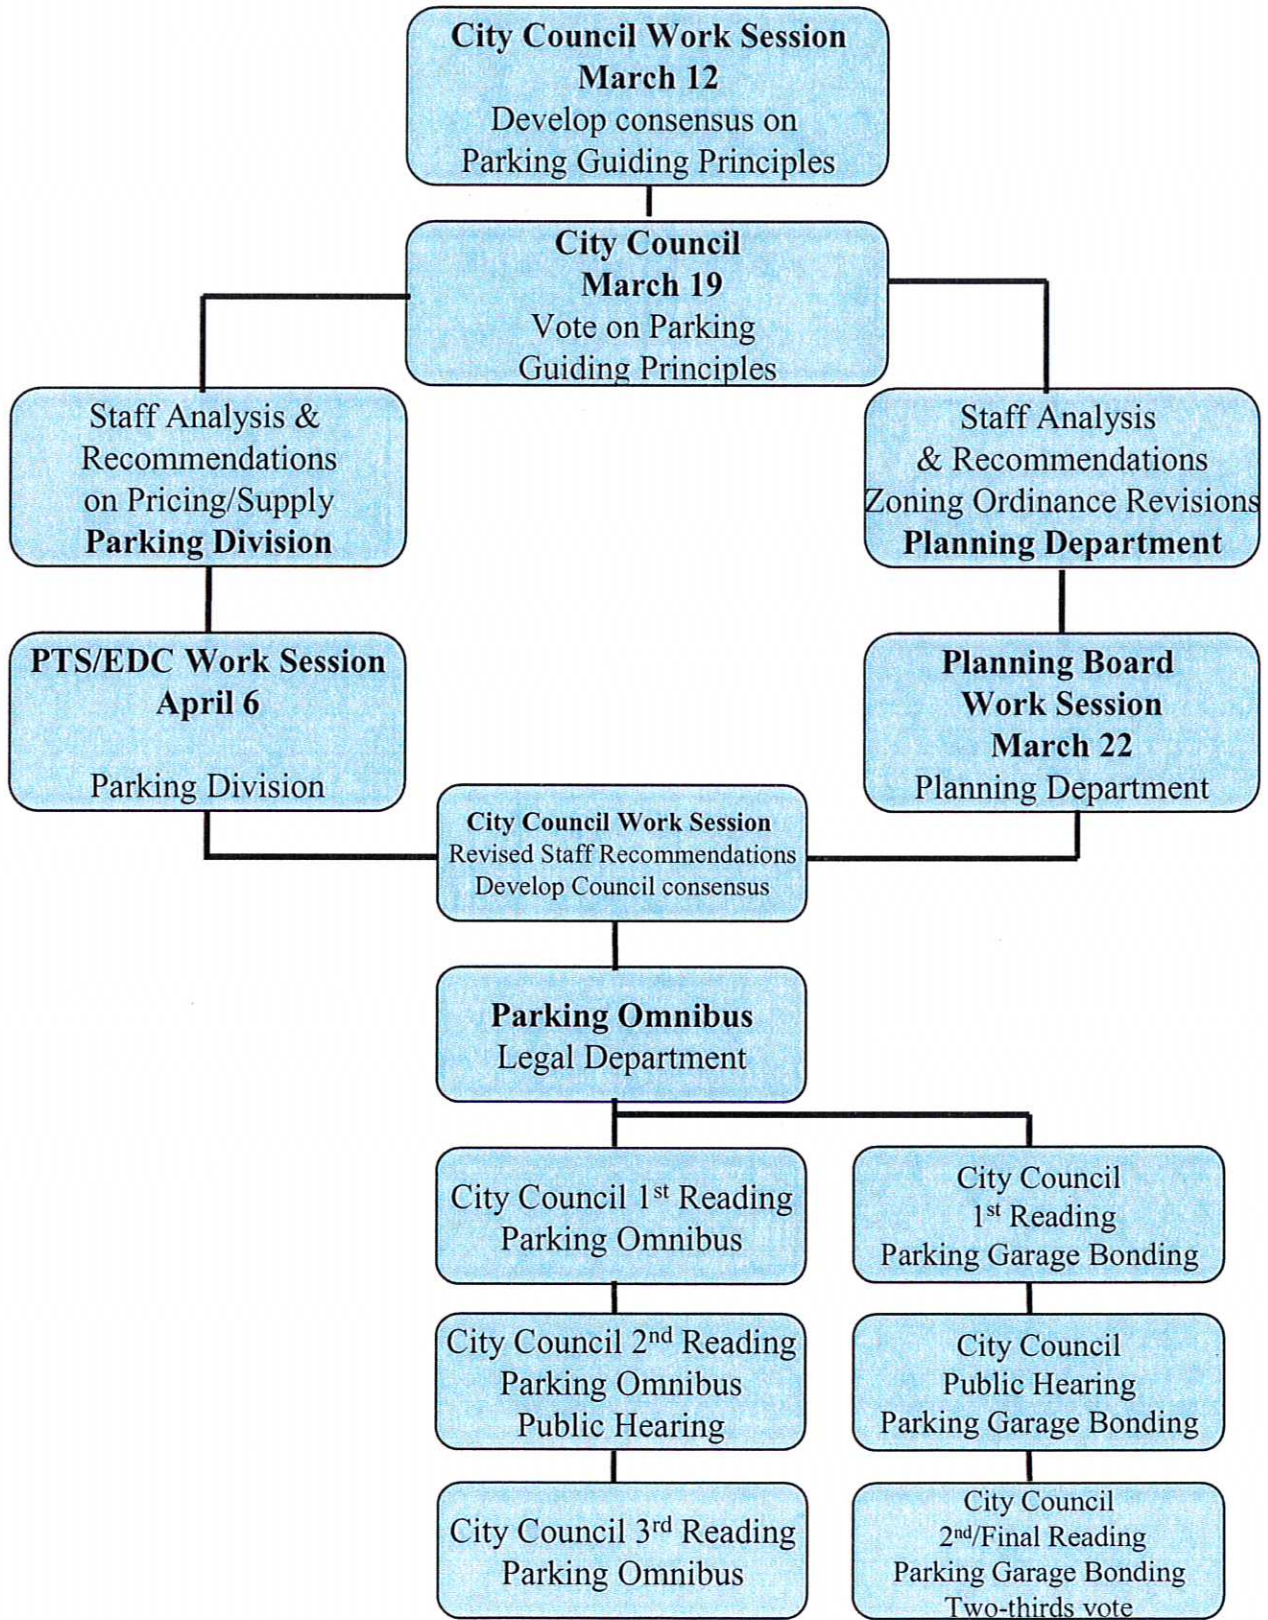 City Council Work Session
March 12
Develop consensus on
Parking Guiding Principles
City Council
March 19
Vote on Parking
Guiding Principles
Staff Analysis &
Recommendations
on Pricing/Supply
Parking Division
Staff Analysis
& Recommendations
Zoning Ordinance Revisions
Planning Department
PTS/EDC Work Session
April 6
Parking Division
Planning Board
Work Session
March 22
Planning Department
City Council Work Session
Revised Staff Recommendations
Develop Council consensus
Parking Omnibus
Legal Department
City Council 1st Reading
Parking Omnibus
City Council
1st Reading
Parking Garage Bonding
City Council 2nd Reading
Parking Omnibus
Public Hearing
City Council
Public Hearing
Parking Garage Bonding
City Council 3rd Reading
Parking Omnibus
City Council
2nd/Final Reading
Parking Garage Bonding
Two-thirds vote